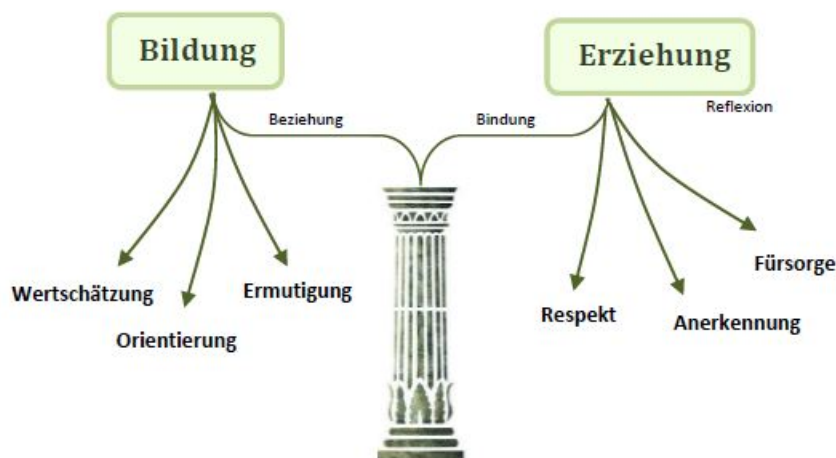 Bildung
Erziehung
Reflexion
Beziehung
Bindung
Wertschätzung
Ermutigung
Orientierung
Respekt
Anerkennung
Fürsorge